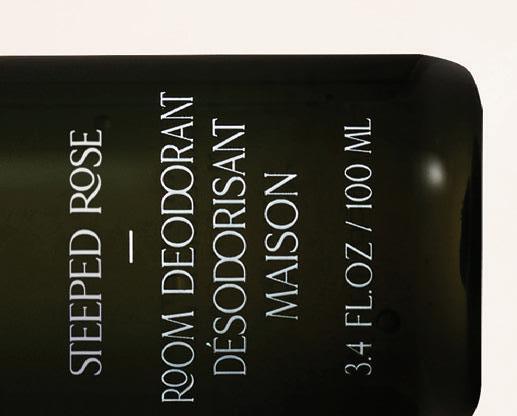 STEEPED ROSE
—
ROOM DEODORANT
DÉSODORISANT
MAISON
3.4 FL.OZ / 100 ML